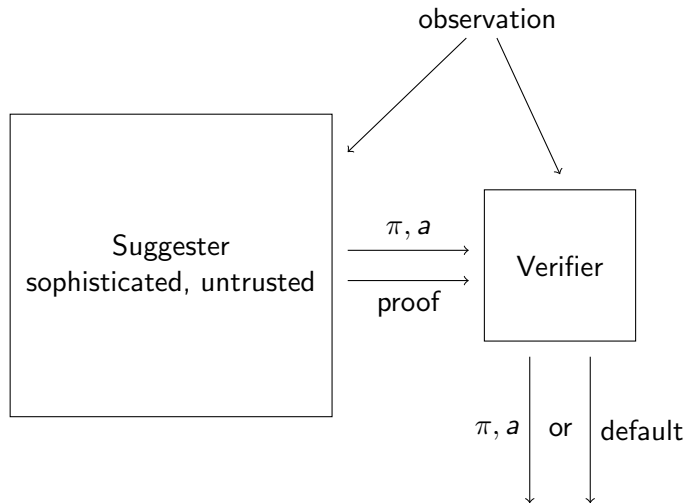 observation
Suggester
sophisticated, untrusted
π, a
proof
Verifier
π, a or default